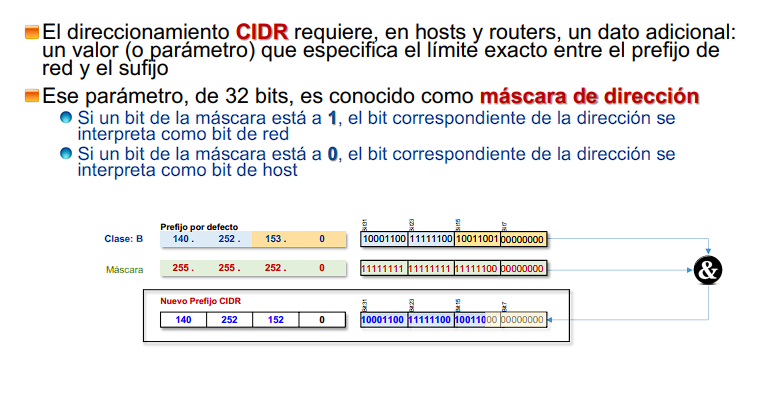 El direccionamiento CIDR requiere, en hosts y routers, un dato adicional:
un valor (o parámetro) que especifica el límite exacto entre el prefijo de
red y el sufijo
Ese parámetro, de 32 bits, es conocido como máscara de dirección
Si un bit de la máscara está a 1, el bit correspondiente de la dirección se
interpreta como bit de red
Si un bit de la máscara está a 0, el bit correspondiente de la dirección se
interpreta como bit de host
Prefijo por defecto
Bit31 Bit23 Bit15 Bit7
Clase: B 140 . 252 . 153 . 0 10001100 11111100 10011001 00000000
Máscara 255 . 255 . 252 . 0 11111111 11111111 11111100 00000000
&
Nuevo Prefijo CIDR
Bit31 Bit23 Bit15 Bit7
140 252 152 0 10001100 11111100 10011000 00000000